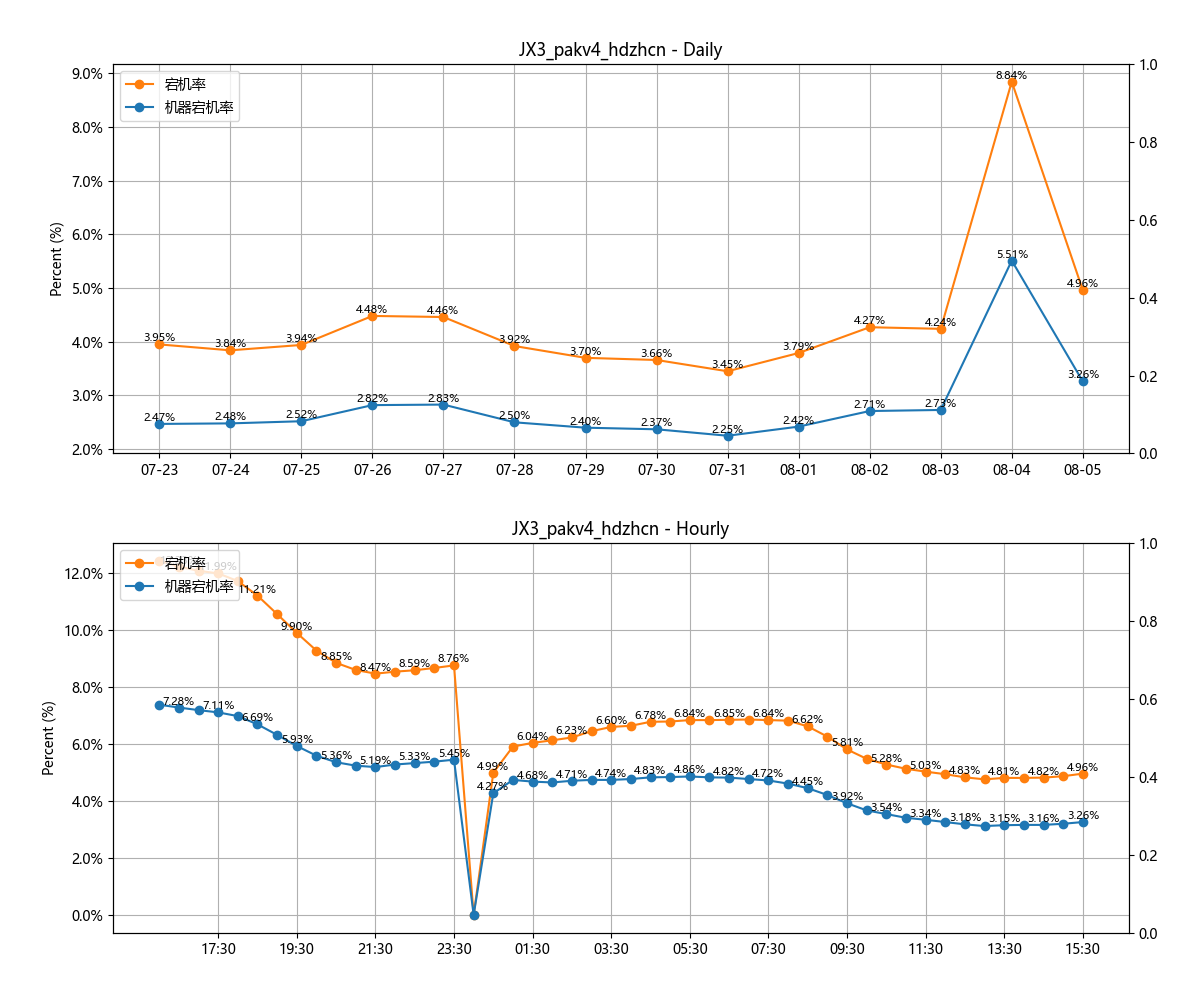 JX3_pakv4_hdzhcn - Daily
宕机率
机器宕机率
Percent (%)
9.0%
8.0%
7.0%
6.0%
5.0%
4.0%
3.0%
2.0%
1.0
0.8
0.6
0.4
0.2
0.0
3.95% 3.84% 3.94% 4.48% 4.46% 3.92% 3.70% 3.66% 3.45% 3.79% 4.27% 4.24% 8.84% 4.96%
2.47% 2.48% 2.52% 2.82% 2.83% 2.50% 2.40% 2.37% 2.25% 2.42% 2.71% 2.73% 5.51% 3.26%
07-23 07-24 07-25 07-26 07-27 07-28 07-29 07-30 07-31 08-01 08-02 08-03 08-04 08-05
JX3_pakv4_hdzhcn - Hourly
宕机率
机器宕机率
Percent (%)
12.0%
10.0%
8.0%
6.0%
4.0%
2.0%
0.0%
1.0
0.8
0.6
0.4
0.2
0.0
11.99% 11.21% 9.90% 8.85% 8.47% 8.59% 8.76% 4.99% 6.04% 6.23% 6.60% 6.78% 6.84% 6.85% 6.84% 6.62% 5.81% 5.28% 5.03% 4.83% 4.81% 4.82% 4.96%
7.28% 7.11% 6.69% 5.93% 5.36% 5.19% 5.33% 5.45% 4.27% 4.68% 4.71% 4.74% 4.83% 4.86% 4.82% 4.72% 4.45% 3.92% 3.54% 3.34% 3.18% 3.15% 3.16% 3.26%
17:30 19:30 21:30 23:30 01:30 03:30 05:30 07:30 09:30 11:30 13:30 15:30